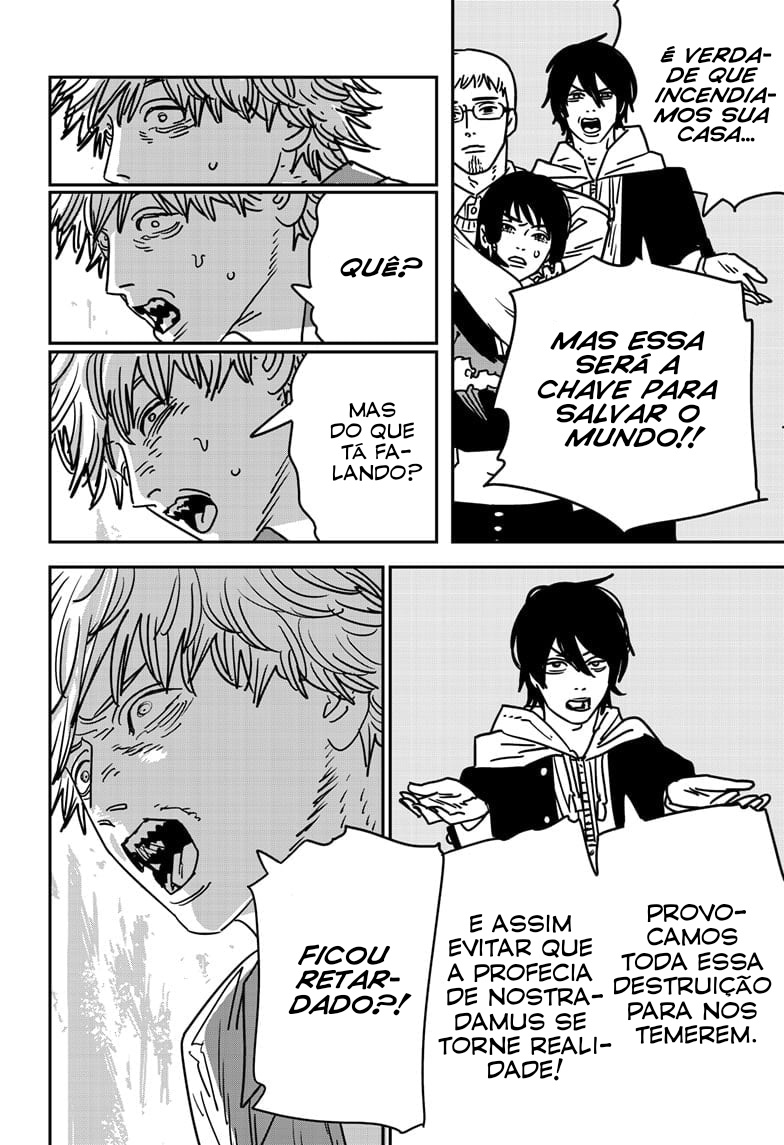 É VERDA-
DE QUE
INCENDIA-
MOS SUA
CASA...
MAS ESSA
SERÁ A
CHAVE PARA
SALVAR O
MUNDO!!
QUÊ?
MAS
DO QUE
TÁ FA-
LANDO?
PROVO-
CAMOS
TODA ESSA
DESTRUIÇÃO
PARA NOS
TEMEREM.
E ASSIM
EVITAR QUE
A PROFECIA
DE NOSTRA-
DAMUS SE
TORNE REALI-
DADE!
FICOU
RETAR-
DADO?!